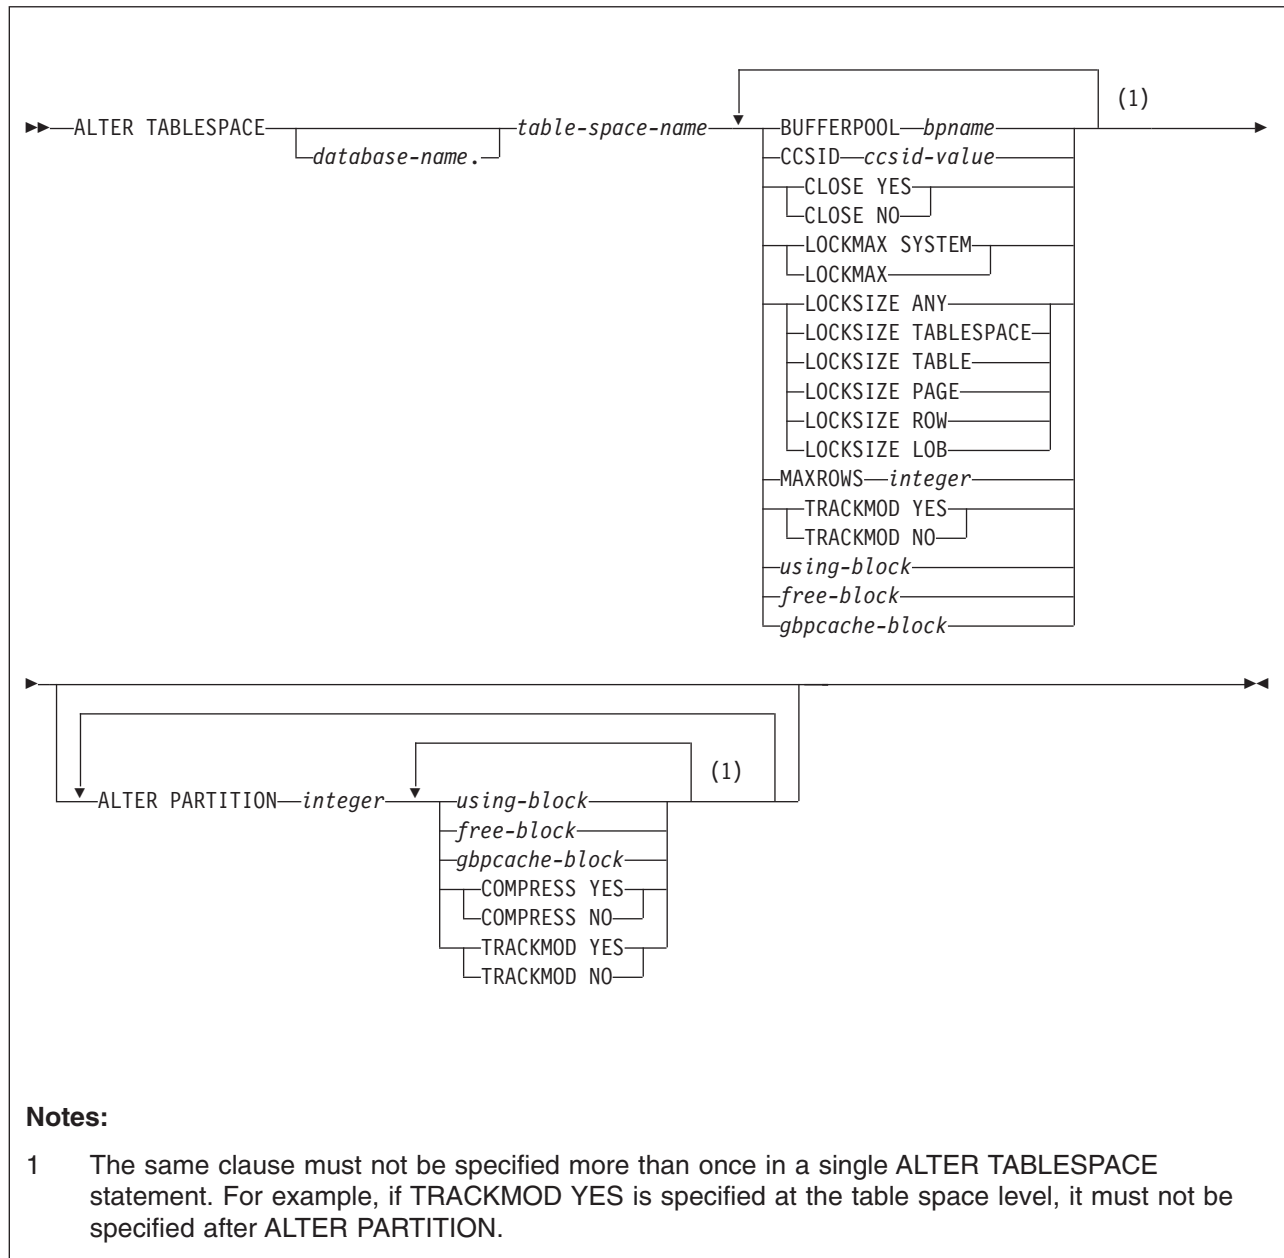 (1)
ALTER TABLESPACE table-space-name BUFFERPOOL bpname
database-name. CCSID ccsid-value
CLOSE YES
CLOSE NO
LOCKMAX SYSTEM
LOCKMAX
LOCKSIZE ANY
LOCKSIZE TABLESPACE
LOCKSIZE TABLE
LOCKSIZE PAGE
LOCKSIZE ROW
LOCKSIZE LOB
MAXROWS integer
TRACKMOD YES
TRACKMOD NO
using-block
free-block
gbpcache-block
(1)
ALTER PARTITION integer using-block
free-block
gbpcache-block
COMPRESS YES
COMPRESS NO
TRACKMOD YES
TRACKMOD NO
Notes:
1 The same clause must not be specified more than once in a single ALTER TABLESPACE
statement. For example, if TRACKMOD YES is specified at the table space level, it must not be
specified after ALTER PARTITION.